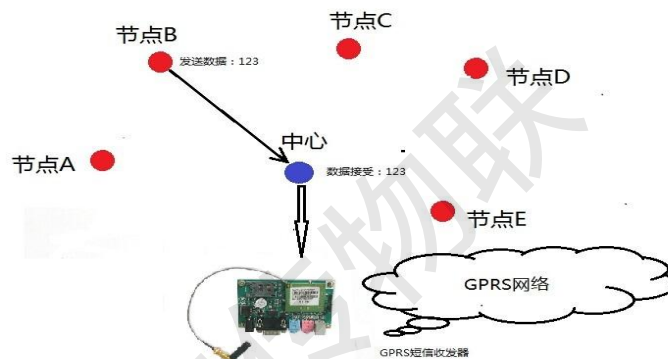 节点B
节点C
发送数据：123
节点D
中心
节点A
数据接受：123
节点E
GPRS网络
GPRS短信收发器